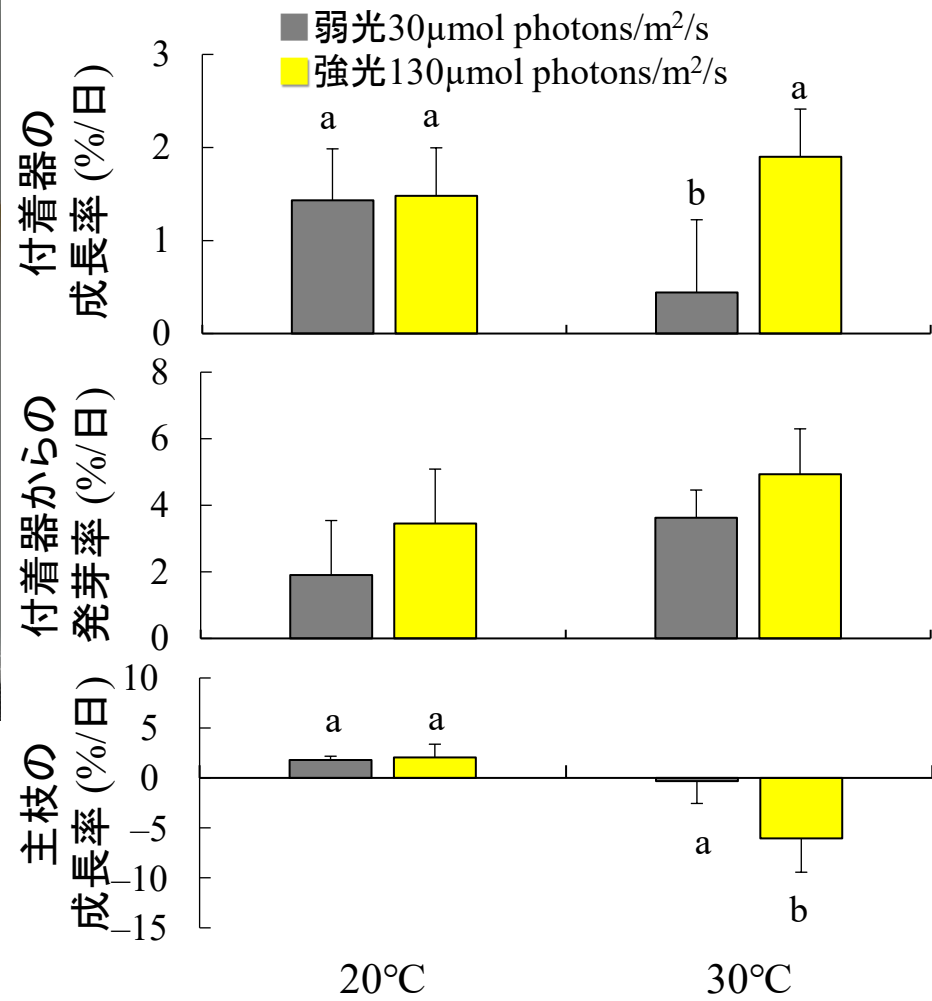 弱光30μmol photons/m²/s
強光130μmol photons/m²/s
付着器の
成長率 (%/日)
3
2
1
0
a
a
b
a
付着器からの
発芽率 (%/日)
8
6
4
2
0
主枝の
成長率 (%/日)
10
5
0
–5
–10
–15
a
a
a
b
20°C
30°C